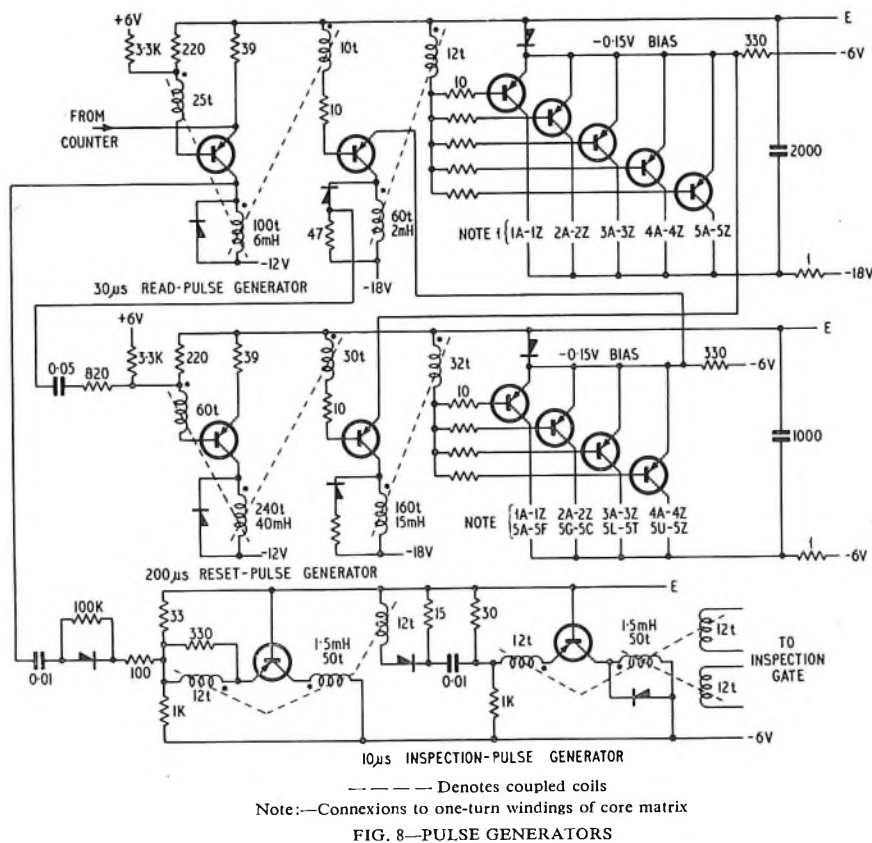 +6V
E
3.3K
220
39
10t
12t
-0.15V BIAS
330
-6V
25t
10
10
FROM
COUNTER
2000
100t
6mH
47
60t
2mH
NOTE 1 { 1A-1Z 2A-2Z 3A-3Z 4A-4Z 5A-5Z
1
-12V
-18V
-18V
30µs READ-PULSE GENERATOR
+6V
E
3.3K
220
39
30t
32t
-0.15V BIAS
330
-6V
0.05
820
60t
10
10
1000
240t
40mH
160t
15mH
NOTE { 1A-1Z 2A-2Z 3A-3Z 4A-4Z
5A-5F 5G-5C 5L-5T 5U-5Z
1
-12V
-18V
-6V
200µs RESET-PULSE GENERATOR
E
100K
33
330
1.5mH
50t
12t
15
30
12t
1.5mH
50t
12t
TO
INSPECTION
GATE
0.01
100
12t
0.01
12t
1K
1K
-6V
10µs INSPECTION-PULSE GENERATOR
– – – – – Denotes coupled coils
Note:—Connexions to one-turn windings of core matrix
FIG. 8—PULSE GENERATORS